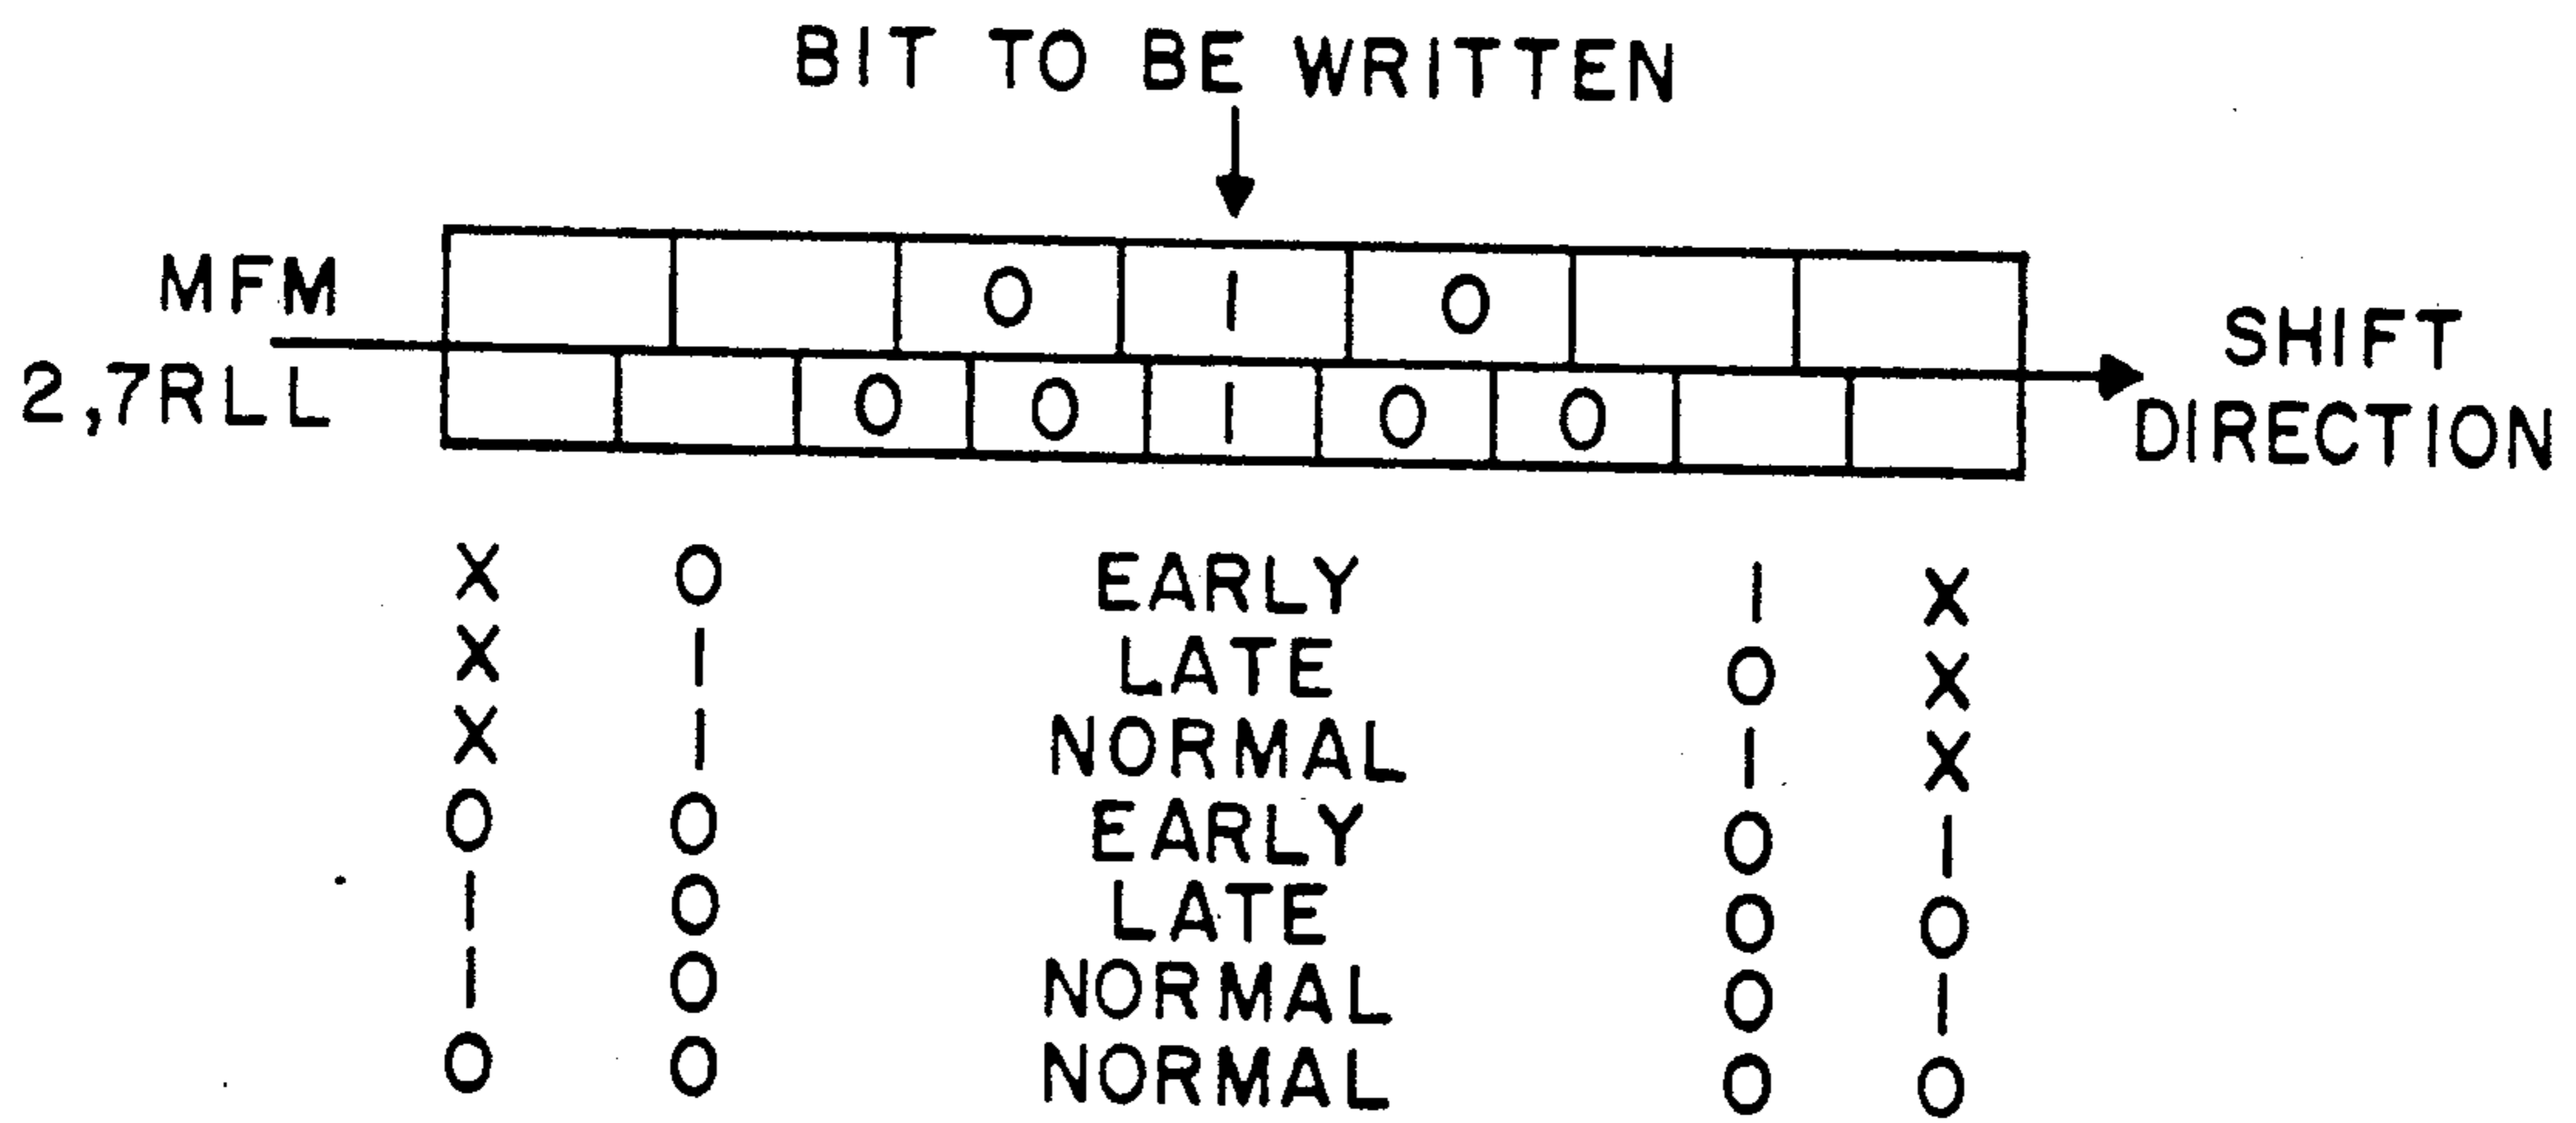 BIT TO BE WRITTEN
MFM 0 1 0
SHIFT DIRECTION
2,7RLL 0 0 1 0 0
X 0 EARLY 1 X
X 1 LATE 0 X
X 1 NORMAL 1 X
0 0 EARLY 0 1
1 0 LATE 0 0
1 0 NORMAL 0 1
0 0 NORMAL 0 0